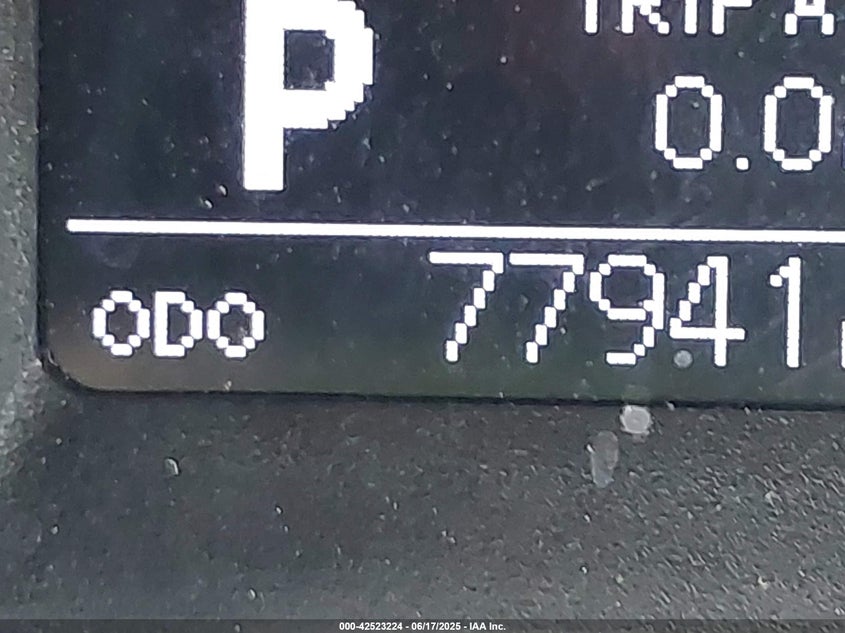 P
TRIP A
0.0
ODO 77941
000-42523224 - 06/17/2025 - IAA Inc.